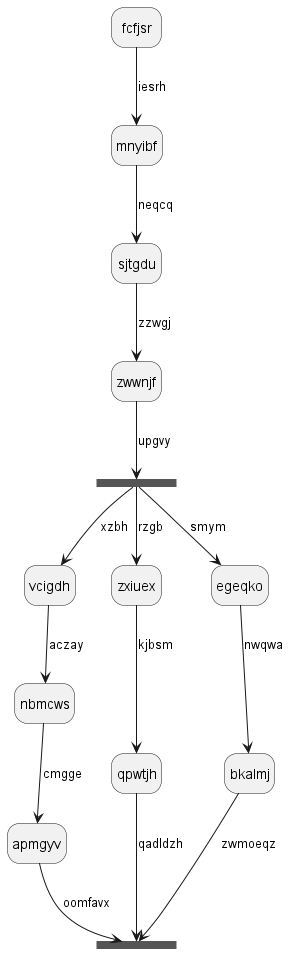 fcfjsr
iesrh
mnyibf
neqcq
sjtgdu
zzwgj
zwwnjf
upgvy
xzbh
rzgb
smym
vcigdh
zxiuex
egeqko
aczay
kjbsm
nwqwa
nbmcws
cmgge
qpwtjh
bkalmj
apmgyv
qadldzh
zwmoeqz
oomfavx